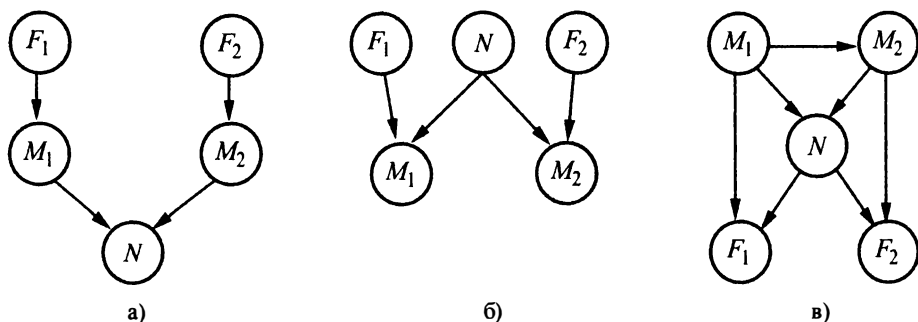 F₁ F₂
M₁ M₂
N
а)
F₁ N F₂
M₁ M₂
б)
M₁ M₂
N
F₁ F₂
в)